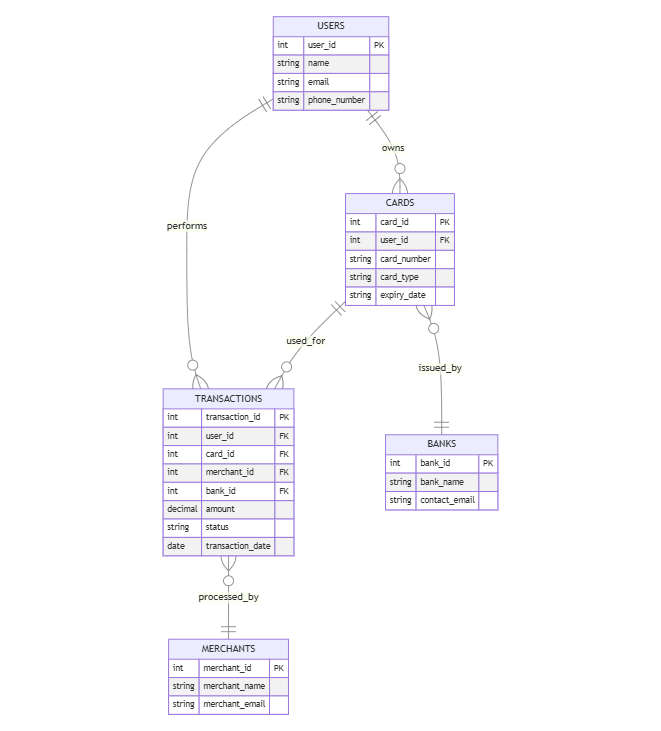 USERS
int user_id PK
string name
string email
string phone_number
owns
CARDS
int card_id PK
int user_id FK
string card_number
string card_type
string expiry_date
performs
used_for
issued_by
TRANSACTIONS
int transaction_id PK
int user_id FK
int card_id FK
int merchant_id FK
int bank_id FK
decimal amount
string status
date transaction_date
BANKS
int bank_id PK
string bank_name
string contact_email
processed_by
MERCHANTS
int merchant_id PK
string merchant_name
string merchant_email